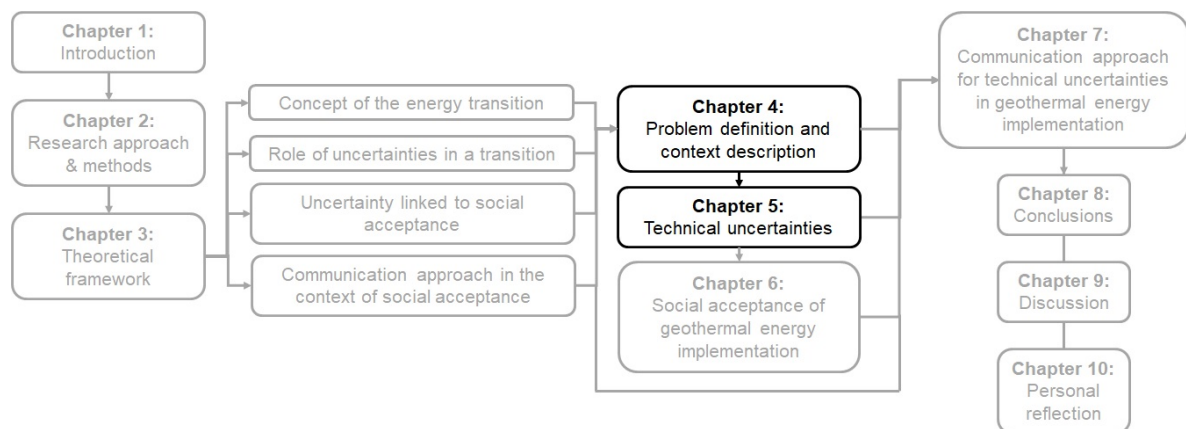 Chapter 1:
Introduction
Chapter 2:
Research approach
& methods
Chapter 3:
Theoretical
framework
Concept of the energy transition
Role of uncertainties in a transition
Uncertainty linked to social
acceptance
Communication approach in the
context of social acceptance
Chapter 4:
Problem definition and
context description
Chapter 5:
Technical uncertainties
Chapter 6:
Social acceptance of
geothermal energy
implementation
Chapter 7:
Communication approach
for technical uncertainties
in geothermal energy
implementation
Chapter 8:
Conclusions
Chapter 9:
Discussion
Chapter 10:
Personal
reflection